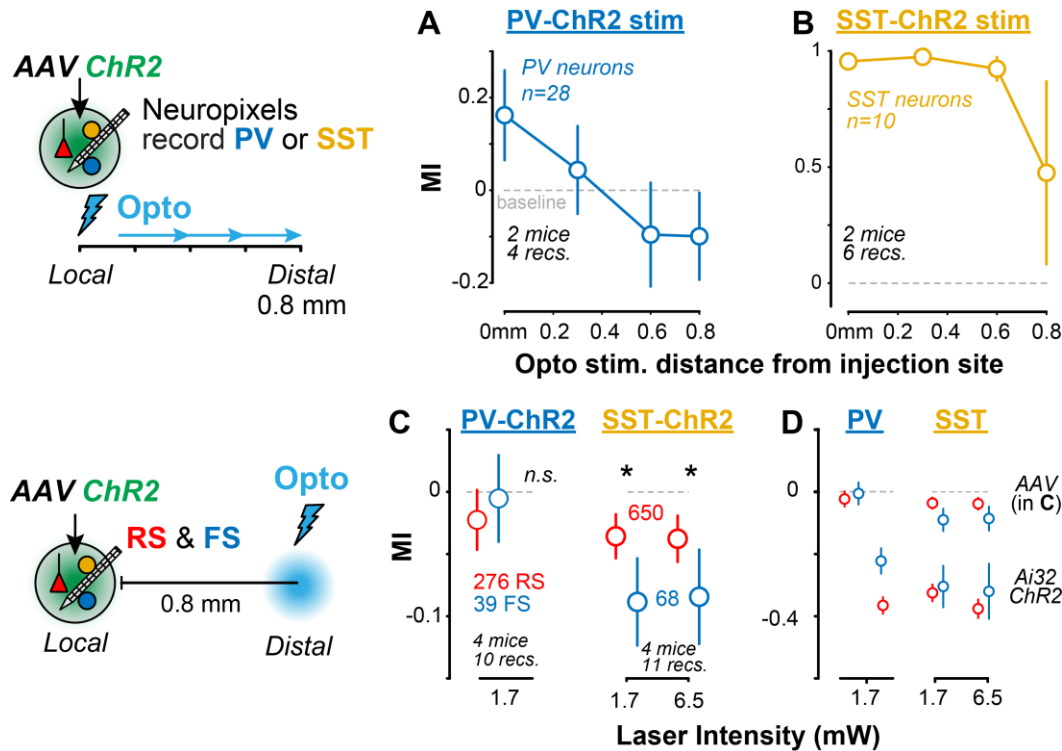 AAV ChR2
Neuropixels
record PV or SST
Opto
Local
Distal
0.8 mm
A
PV-ChR2 stim
PV neurons
n=28
MI
0.2
0
-0.2
baseline
2 mice
4 recs.
0mm 0.2 0.4 0.6 0.8
B
SST-ChR2 stim
1
0.5
0
SST neurons
n=10
2 mice
6 recs.
0mm 0.2 0.4 0.6 0.8
Opto stim. distance from injection site
AAV ChR2
Opto
RS & FS
0.8 mm
Local
Distal
C
PV-ChR2
SST-ChR2
MI
0
-0.1
n.s.
* *
650
276 RS
39 FS
68
4 mice
10 recs.
4 mice
11 recs.
1.7
1.7 6.5
D
PV
SST
0
-0.4
AAV
(in C)
Ai32
ChR2
1.7
1.7 6.5
Laser Intensity (mW)